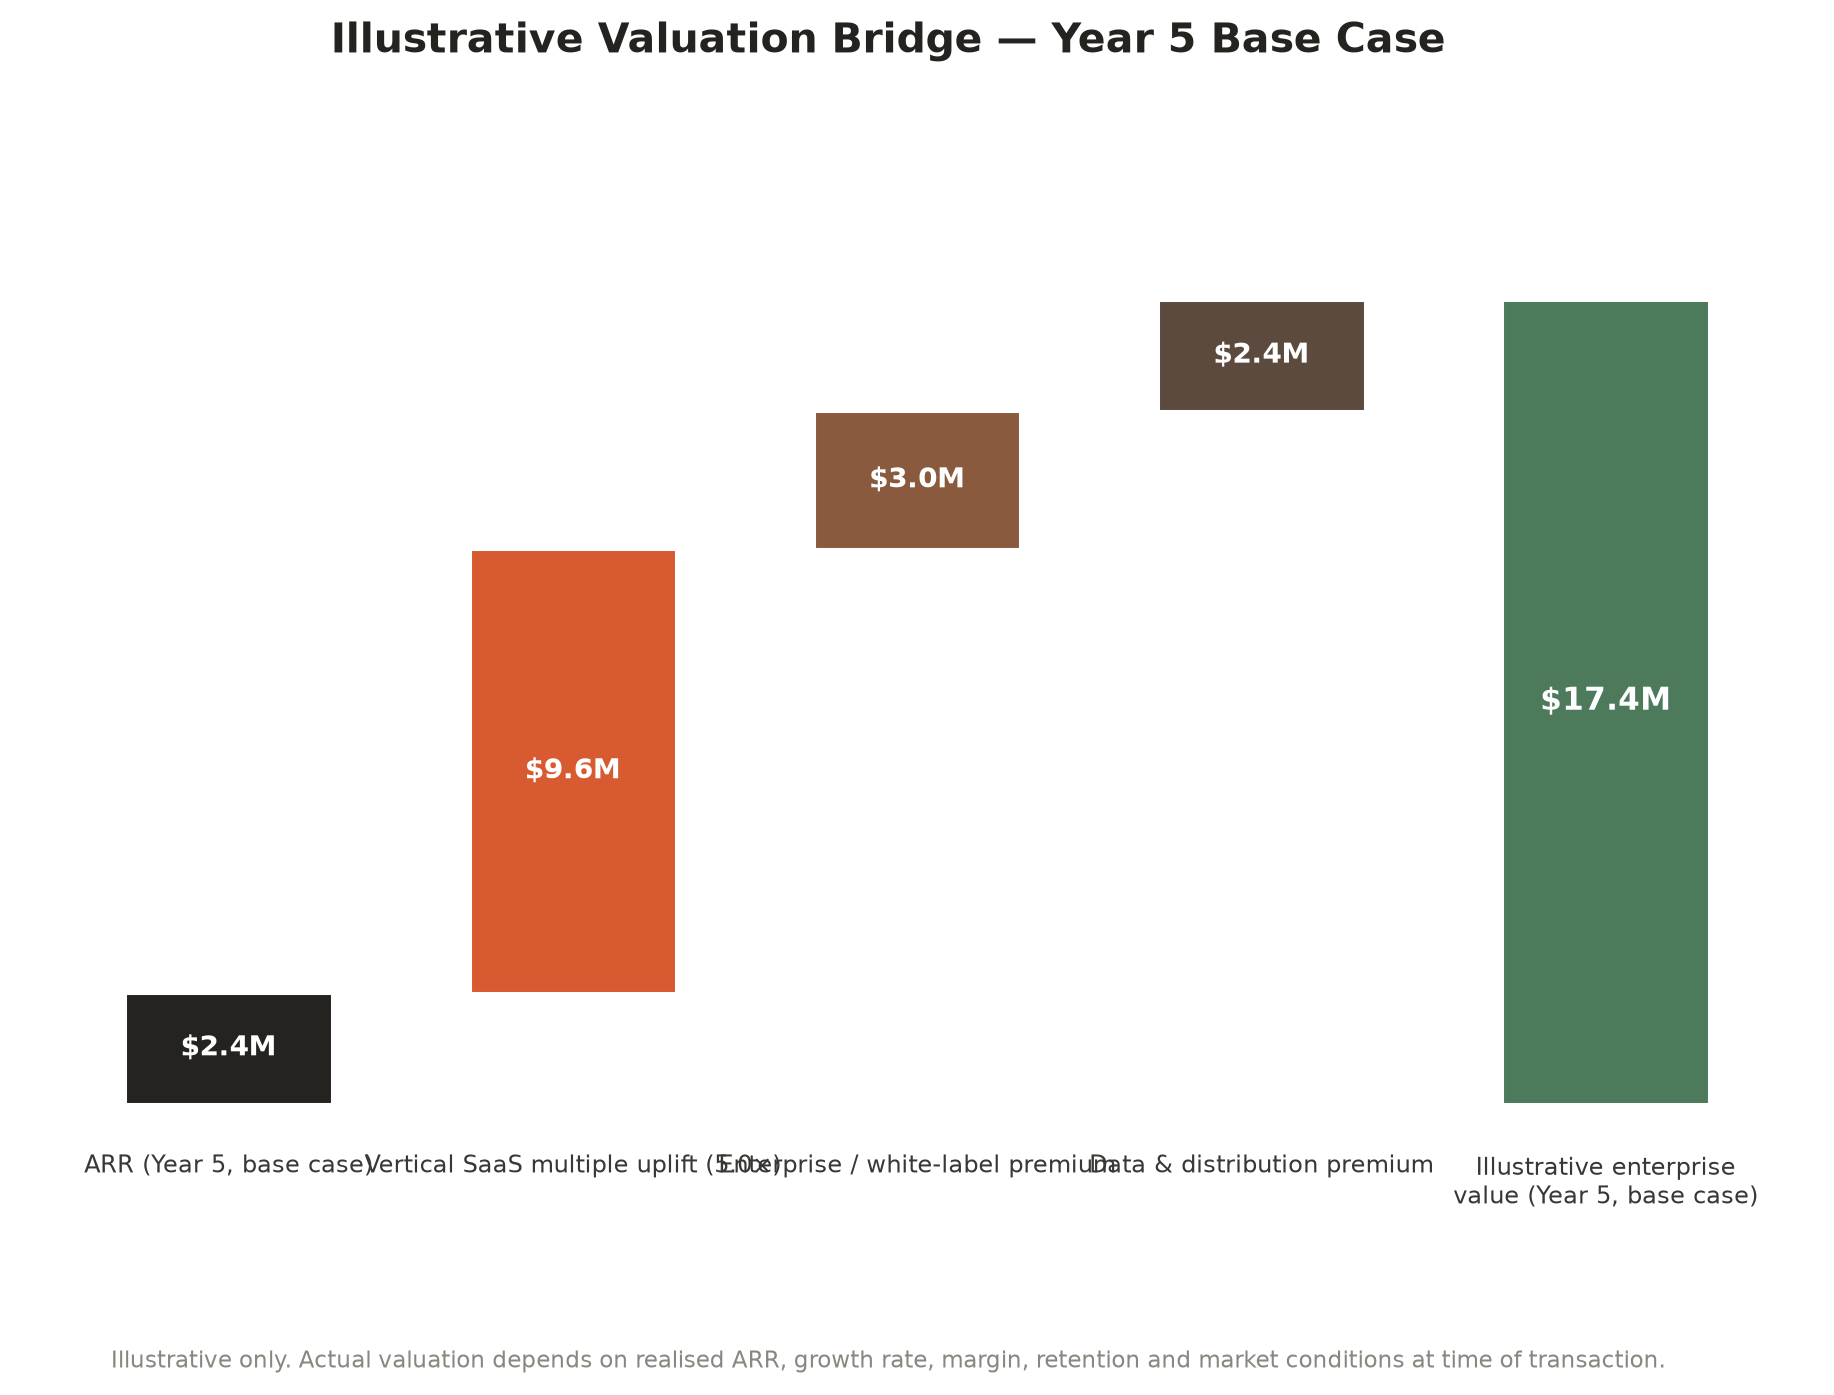 Illustrative Valuation Bridge — Year 5 Base Case
$2.4M
$3.0M
$17.4M
$9.6M
$2.4M
ARR (Year 5, base case)
Vertical SaaS multiple uplift (5.0x)
Enterprise / white-label premium
Data & distribution premium
Illustrative enterprise
value (Year 5, base case)
Illustrative only. Actual valuation depends on realised ARR, growth rate, margin, retention and market conditions at time of transaction.